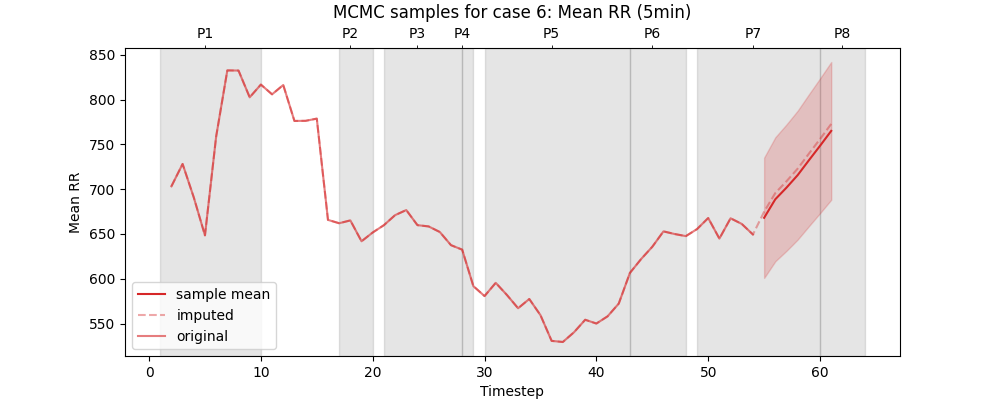 MCMC samples for case 6: Mean RR (5min)
P1 P2 P3 P4 P5 P6 P7 P8
850
800
750
700
650
600
550
Mean RR
sample mean
imputed
original
0 10 20 30 40 50 60
Timestep